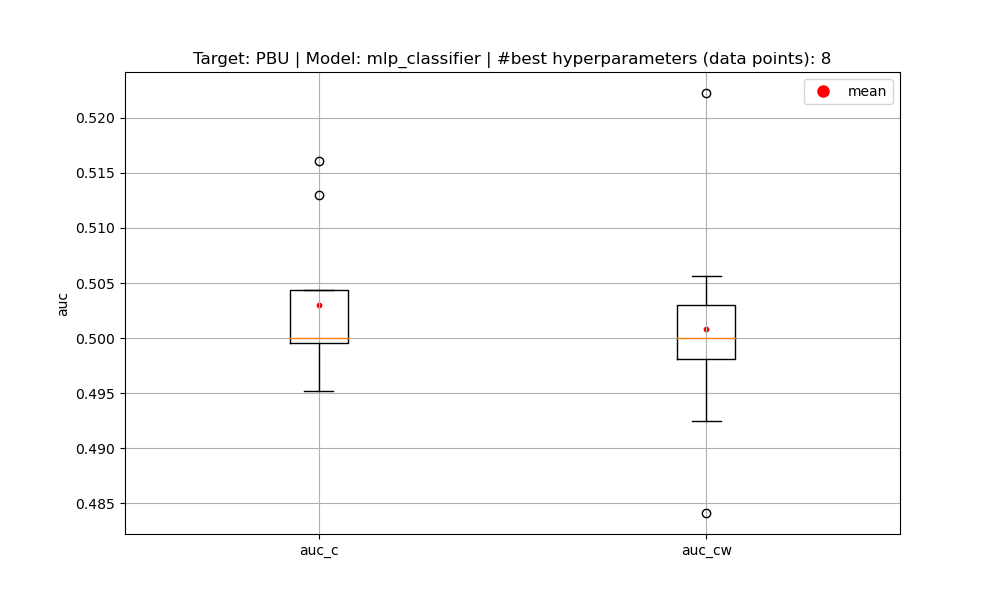 Target: PBU | Model: mlp_classifier | #best hyperparameters (data points): 8
mean
0.520
0.515
0.510
0.505
0.500
0.495
0.490
0.485
auc
auc_c
auc_cw